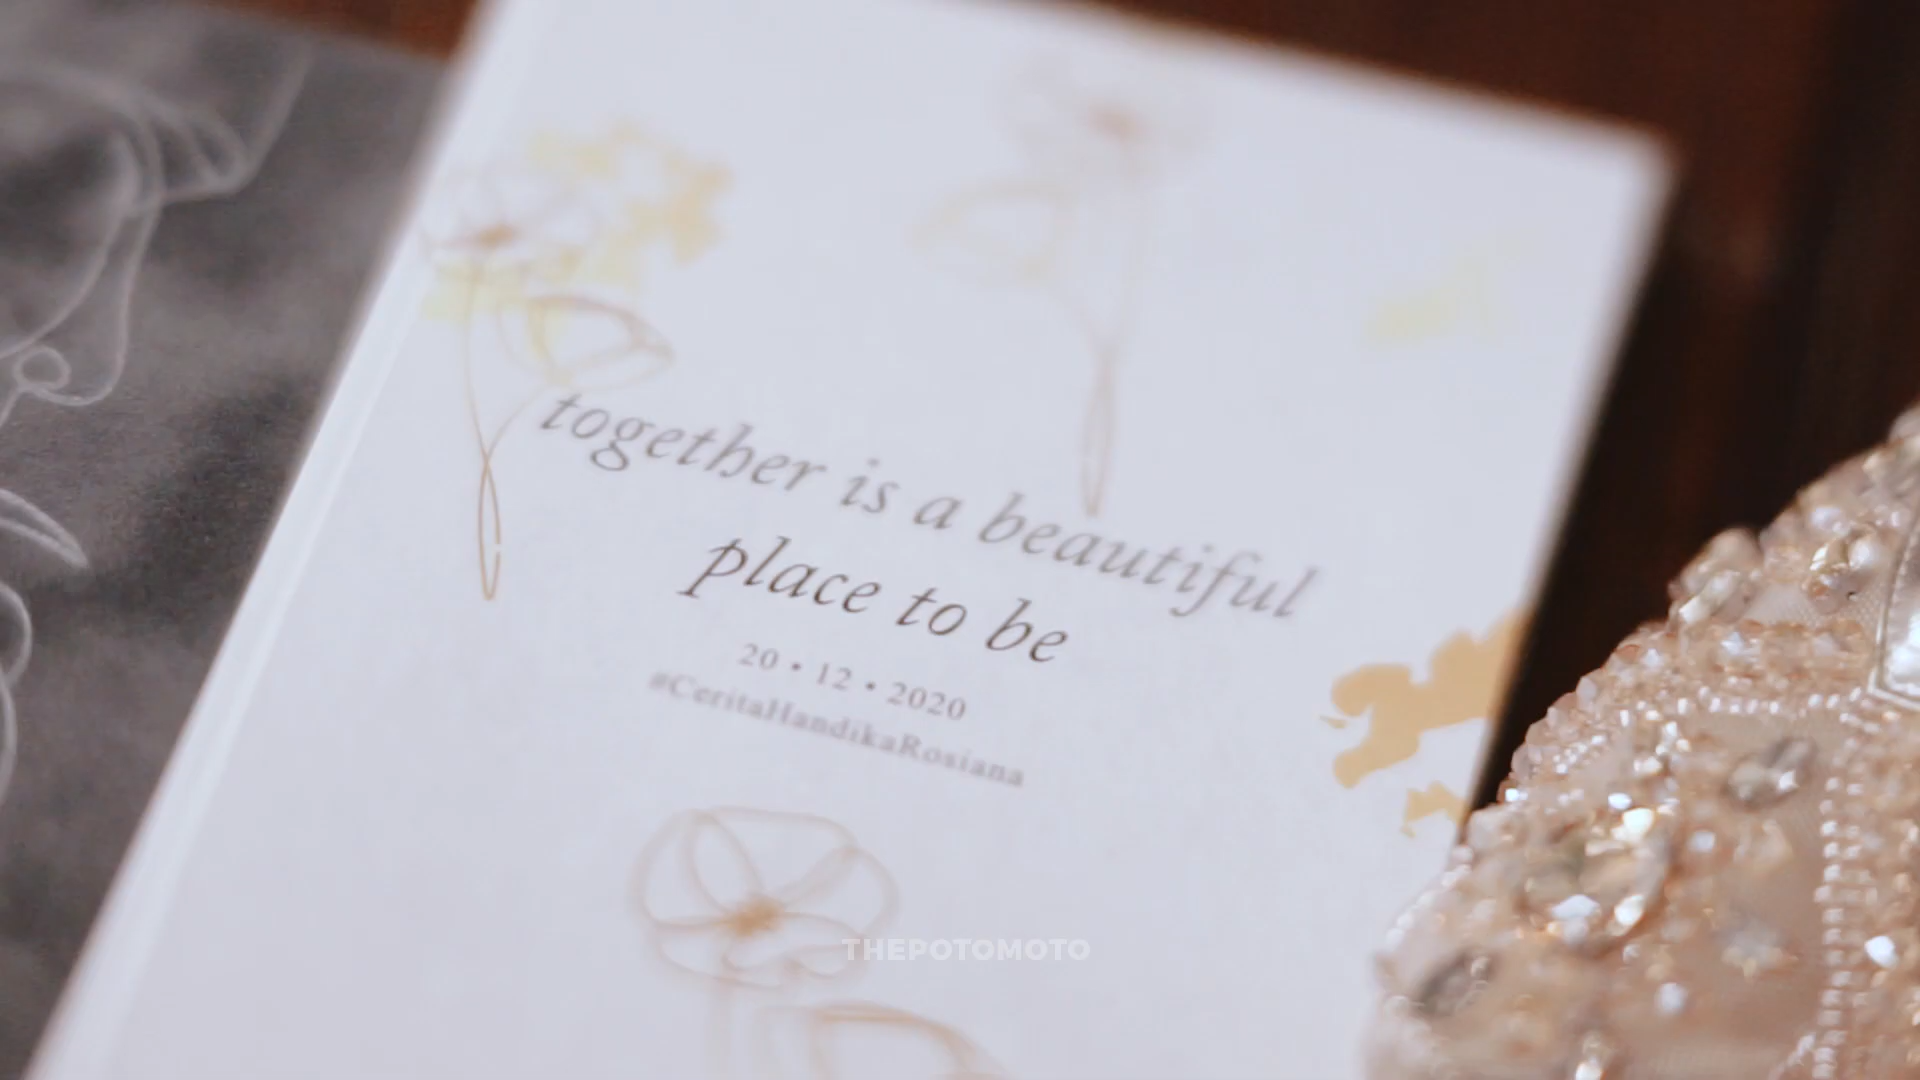 together is a beautiful
place to be
20 • 12 • 2020
#CeritaHandikaRosiana
THEPOTOMOTO